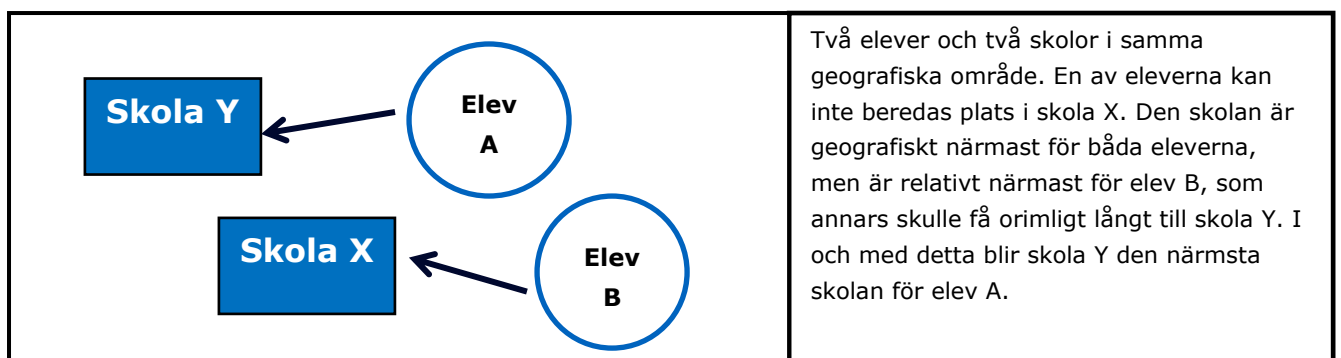 Skola Y
Elev
A
Skola X
Elev
B
Två elever och två skolor i samma
geografiska område. En av eleverna kan
inte beredas plats i skola X. Den skolan är
geografiskt närmast för båda eleverna,
men är relativt närmast för elev B, som
annars skulle få orimligt långt till skola Y. I
och med detta blir skola Y den närmsta
skolan för elev A.